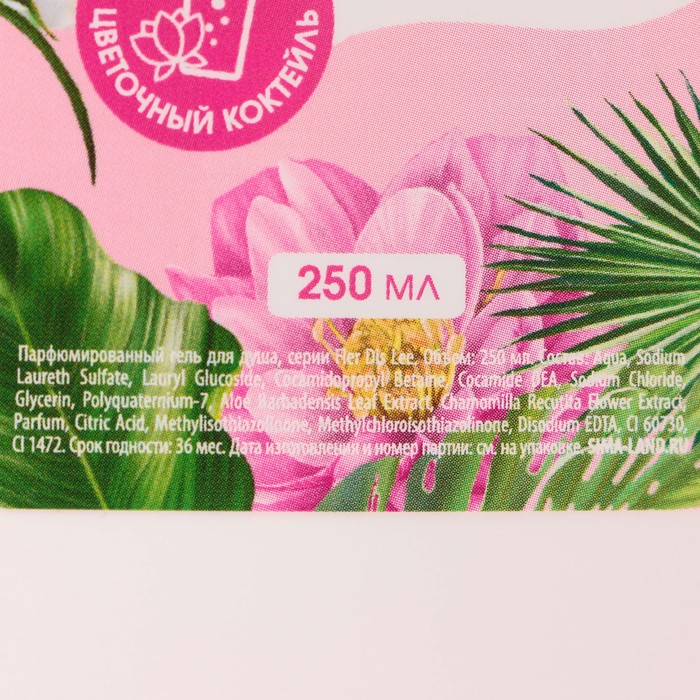 ЦВЕТОЧНЫЙ КОКТЕЙЛЬ
250 МЛ
Парфюмированный гель для душа, серии Her Dis Lee. Объем: 250 мл. Состав: Aqua, Sodium
Laureth Sulfate, Lauryl Glucoside, Cocamidopropyl Betaine, Cocamide DEA, Sodium Chloride,
Glycerin, Polyquaternium-7, Aloe Barbadensis Leaf Extract, Chamomilla Recutita Flower Extract,
Parfum, Citric Acid, Methylisothiazolinone, Methylchloroisothiazolinone, Disodium EDTA, CI 60730,
CI 1472. Срок годности: 36 мес. Дата изготовления и номер партии: см. на упаковке. SIMA-LAND.RU